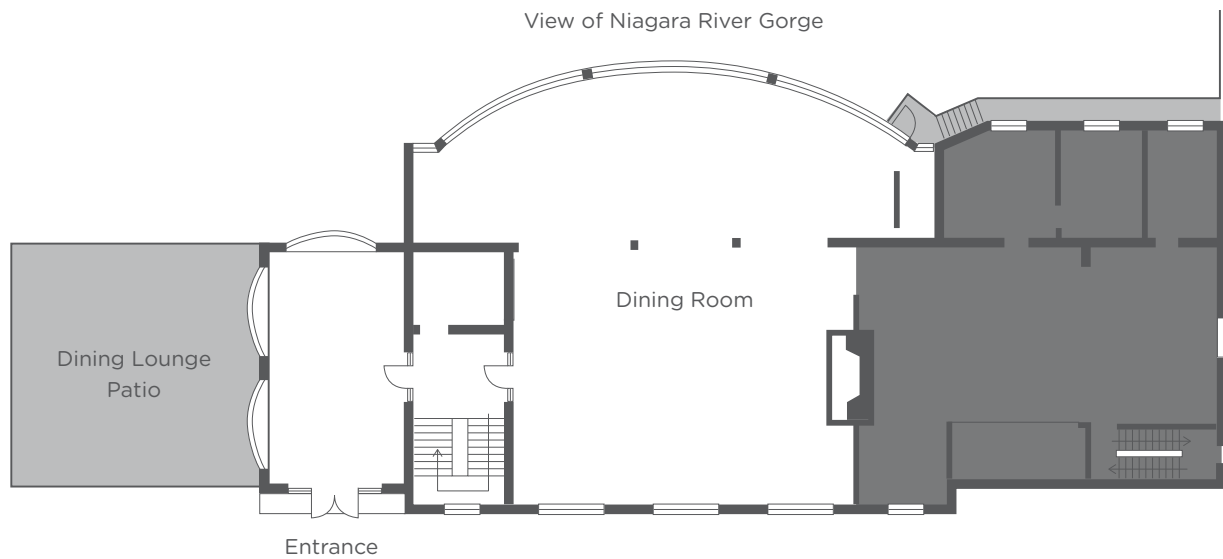 View of Niagara River Gorge
Dining Room
Dining Lounge
Patio
Entrance